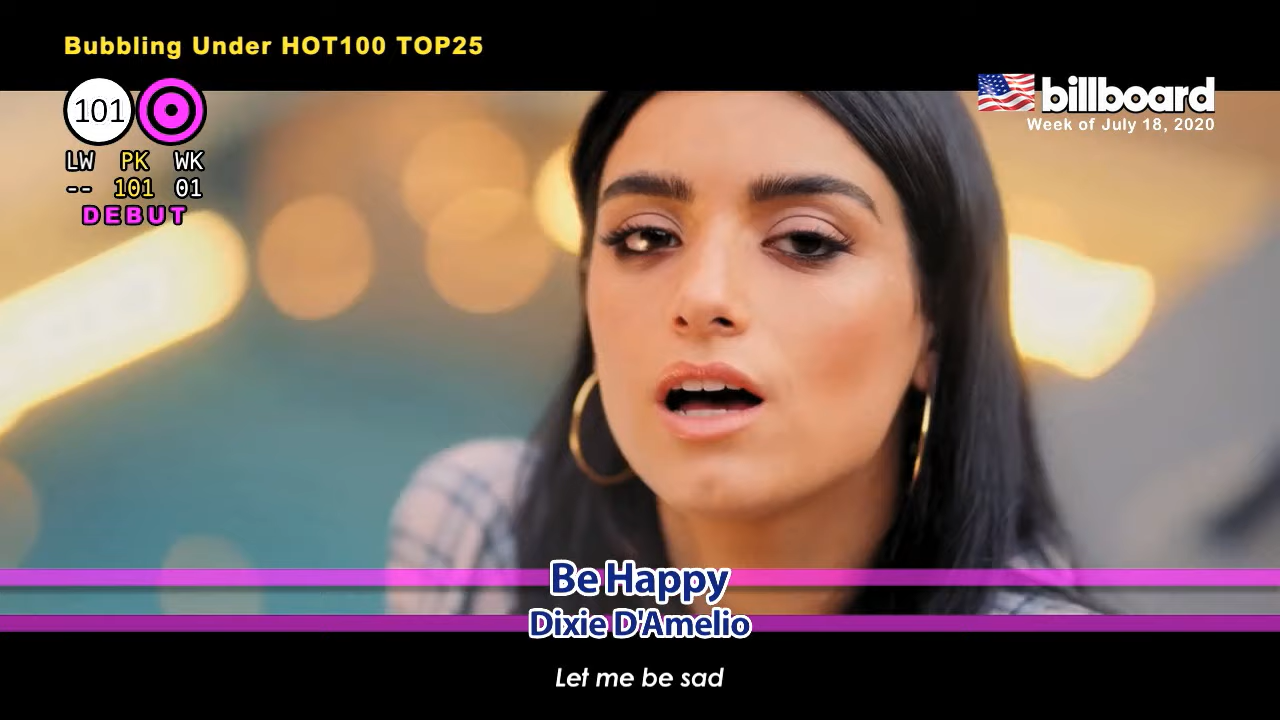 Bubbling Under HOT100 TOP25
101
billboard
Week of July 18, 2020
LW PK WK
-- 101 01
DEBUT
Be Happy
Dixie D'Amelio
Let me be sad